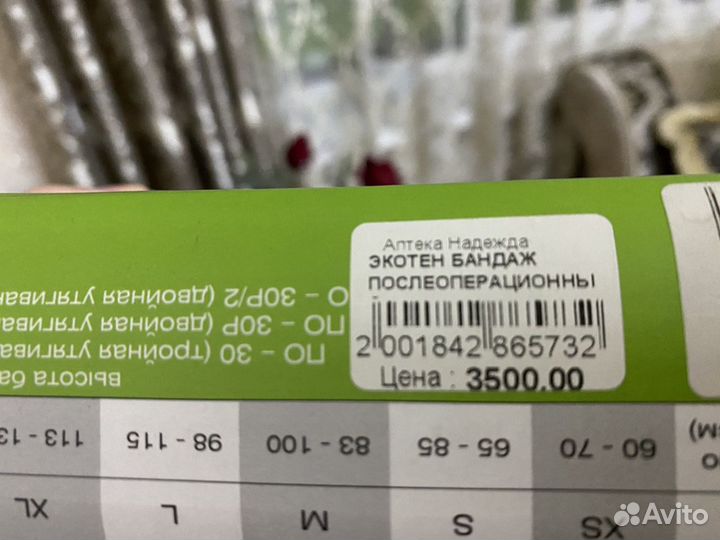 Аптека Надежда
ЭКОТЕН БАНДАЖ
ПОСЛЕОПЕРАЦИОННЫ
2 001842 865732
Цена : 3500.00
XS S M L XL
см) 60 - 70 65 - 85 83 - 100 98 - 115 113 - 13
высота ба
ПО – 30 (тройная утягива
ПО – 30Р (двойная утягива
О – 30Р/2 (двойная утягива
Avito